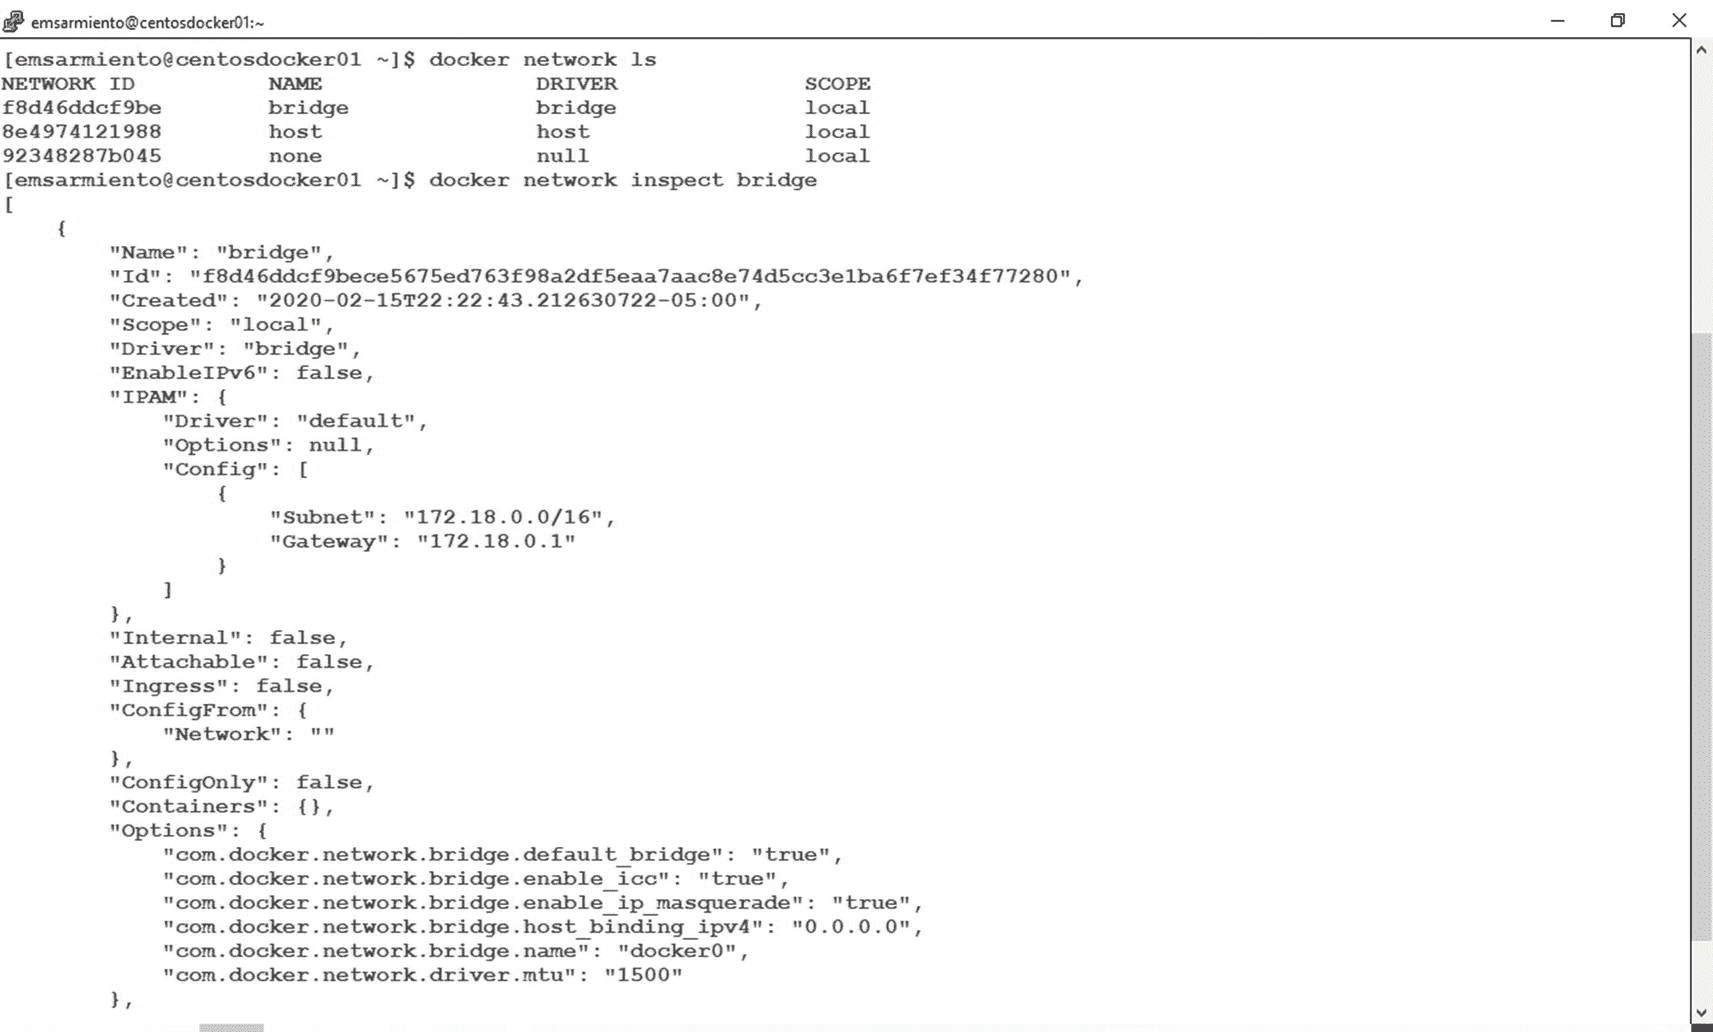 emsarmiento@centosdocker01:~
[emsarmiento@centosdocker01 ~]$ docker network ls
NETWORK ID          NAME                DRIVER              SCOPE
f8d46ddcf9be        bridge              bridge              local
8e4974121988        host                host                local
92348287b045        none                null                local
[emsarmiento@centosdocker01 ~]$ docker network inspect bridge
[
    {
        "Name": "bridge",
        "Id": "f8d46ddcf9bece5675ed763f98a2df5eaa7aac8e74d5cc3e1ba6f7ef34f77280",
        "Created": "2020-02-15T22:22:43.212630722-05:00",
        "Scope": "local",
        "Driver": "bridge",
        "EnableIPv6": false,
        "IPAM": {
            "Driver": "default",
            "Options": null,
            "Config": [
                {
                    "Subnet": "172.18.0.0/16",
                    "Gateway": "172.18.0.1"
                }
            ]
        },
        "Internal": false,
        "Attachable": false,
        "Ingress": false,
        "ConfigFrom": {
            "Network": ""
        },
        "ConfigOnly": false,
        "Containers": {},
        "Options": {
            "com.docker.network.bridge.default_bridge": "true",
            "com.docker.network.bridge.enable_icc": "true",
            "com.docker.network.bridge.enable_ip_masquerade": "true",
            "com.docker.network.bridge.host_binding_ipv4": "0.0.0.0",
            "com.docker.network.bridge.name": "docker0",
            "com.docker.network.driver.mtu": "1500"
        },